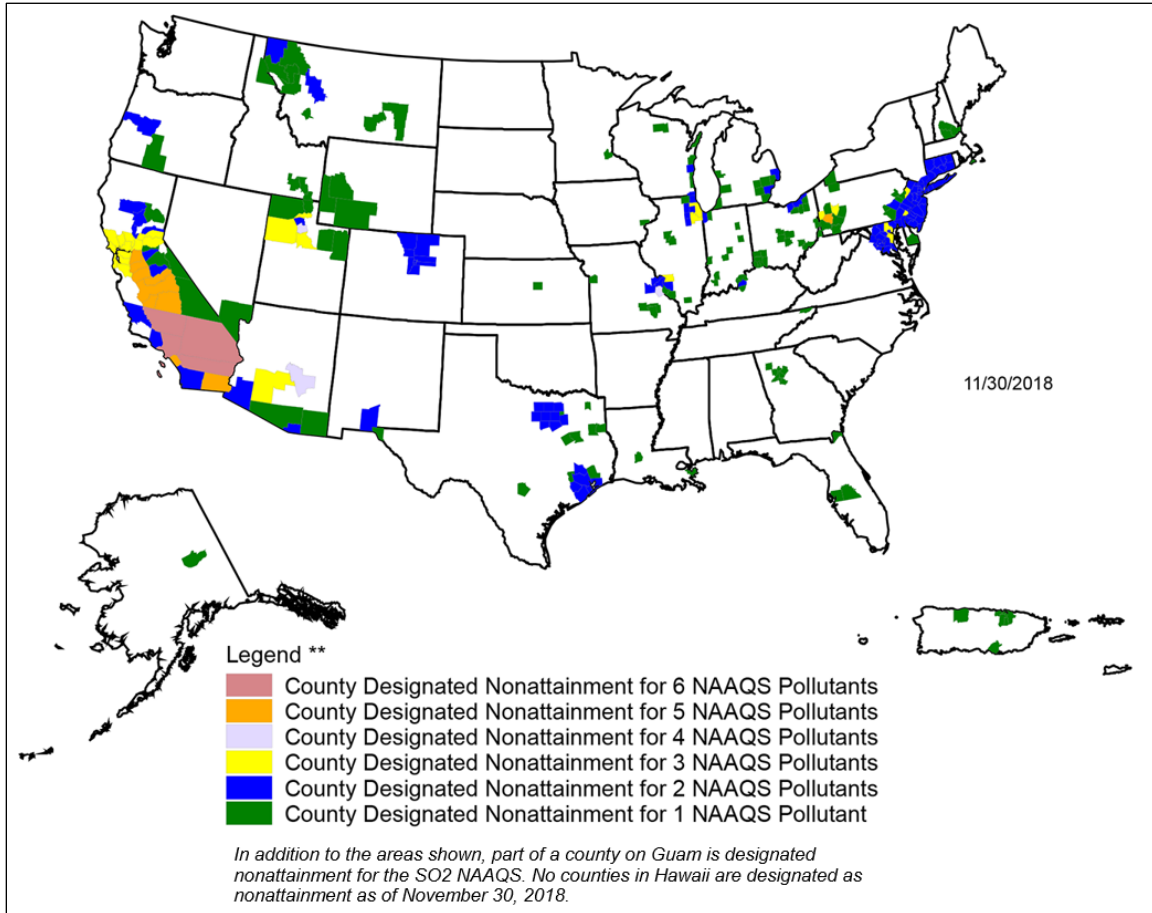 11/30/2018
Legend **
County Designated Nonattainment for 6 NAAQS Pollutants
County Designated Nonattainment for 5 NAAQS Pollutants
County Designated Nonattainment for 4 NAAQS Pollutants
County Designated Nonattainment for 3 NAAQS Pollutants
County Designated Nonattainment for 2 NAAQS Pollutants
County Designated Nonattainment for 1 NAAQS Pollutant
In addition to the areas shown, part of a county on Guam is designated
nonattainment for the SO2 NAAQS. No counties in Hawaii are designated as
nonattainment as of November 30, 2018.